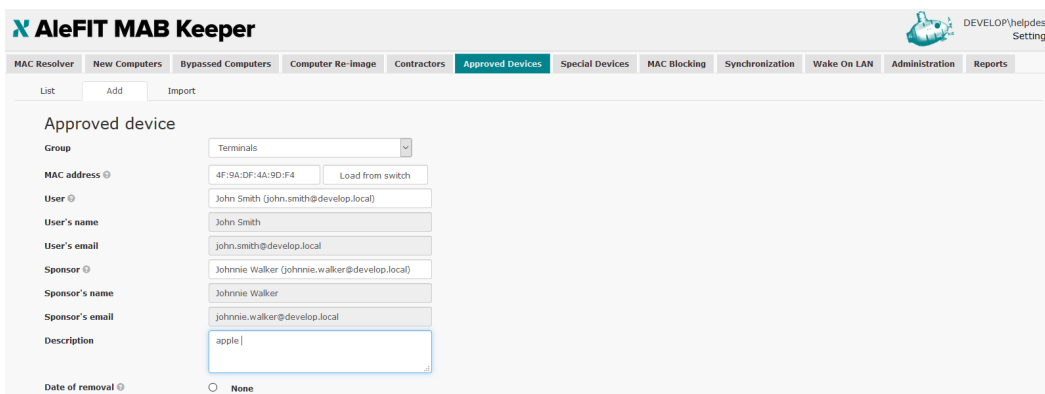 AleFIT MAB Keeper
DEVELOP\helpdes
Setting
MAC Resolver New Computers Bypassed Computers Computer Re-image Contractors Approved Devices Special Devices MAC Blocking Synchronization Wake On LAN Administration Reports
List Add Import
Approved device
Group Terminals
MAC address 4F:9A:DF:4A:9D:F4 Load from switch
User John Smith (john.smith@develop.local)
User's name John Smith
User's email john.smith@develop.local
Sponsor Johnnie Walker (johnnie.walker@develop.local)
Sponsor's name Johnnie Walker
Sponsor's email johnnie.walker@develop.local
Description apple
Date of removal None